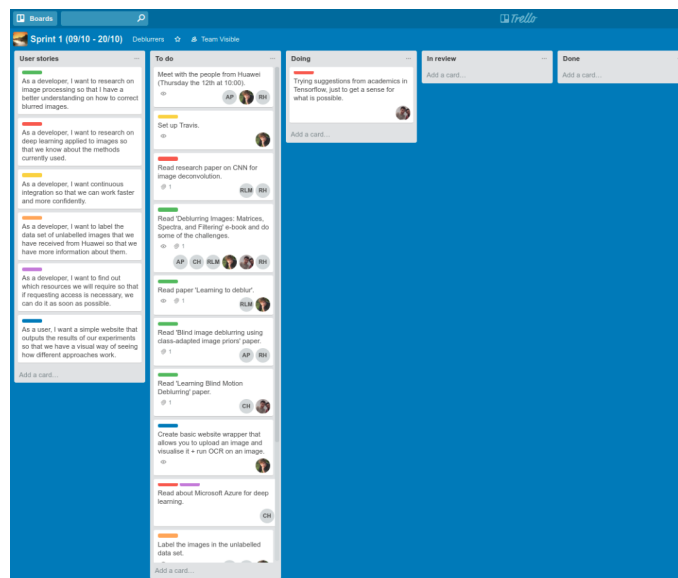 Boards
Trello
Sprint 1 (09/10 - 20/10)
Deblurrers
Team Visible
User stories
As a developer, I want to research on
image processing so that I have a
better understanding on how to correct
blurred images.
As a developer, I want to research on
deep learning applied to images so
that we know about the methods
currently used.
As a developer, I want continuous
integration so that we can work faster
and more confidently.
As a developer, I want to label the
data set of unlabelled images that we
have received from Huawei so that we
have more information about them.
As a developer, I want to find out
which resources we will require so that
if requesting access is necessary, we
can do it as soon as possible.
As a user, I want a simple website that
outputs the results of our experiments
so that we have a visual way of seeing
how different approaches work.
Add a card...
To do
Meet with the people from Huawei
(Thursday the 12th at 10:00).
AP RH
Set up Travis.
Read research paper on CNN for
image deconvolution.
1
RLM RH
Read 'Deblurring Images: Matrices,
Spectra, and Filtering' e-book and do
some of the challenges.
1
AP CH RLM RH
Read paper 'Learning to deblur'.
1
RLM
Read 'Blind image deblurring using
class-adapted image priors' paper.
1
AP RH
Read 'Learning Blind Motion
Deblurring' paper.
1
CH
Create basic website wrapper that
allows you to upload an image and
visualise it + run OCR on an image.
Read about Microsoft Azure for deep
learning.
CH
Label the images in the unlabelled
data set.
Add a card...
Doing
Trying suggestions from academics in
Tensorflow, just to get a sense for
what is possible.
Add a card...
In review
Add a card...
Done
Add a card...